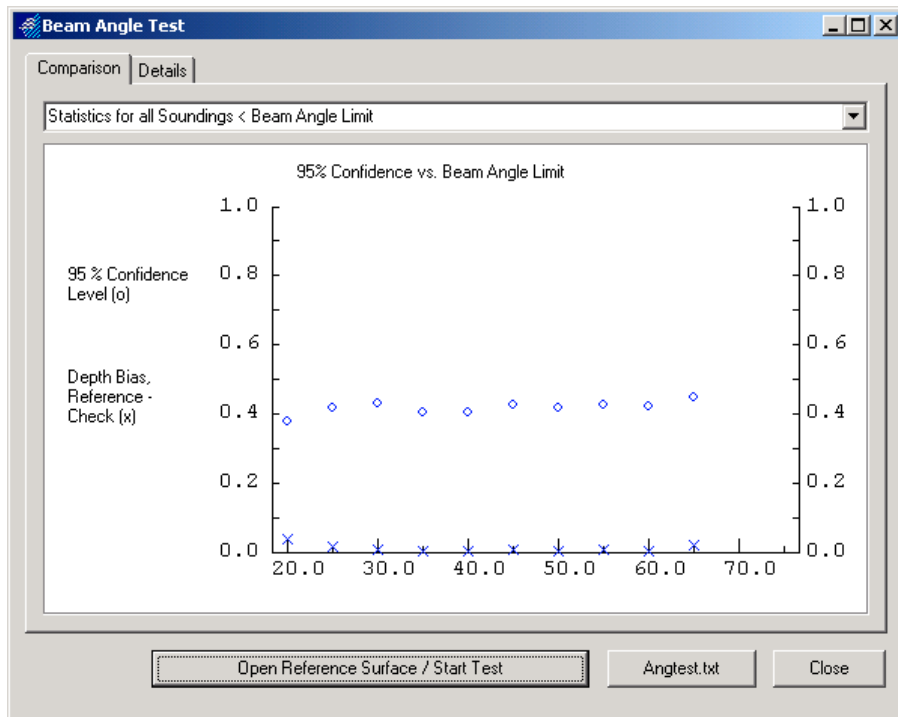 Beam Angle Test
Comparison
Details
Statistics for all Soundings < Beam Angle Limit
95% Confidence vs. Beam Angle Limit
95 % Confidence
Level (o)
Depth Bias,
Reference -
Check (x)
1.0
0.8
0.6
0.4
0.2
0.0
1.0
0.8
0.6
0.4
0.2
0.0
20.0 30.0 40.0 50.0 60.0 70.0
Open Reference Surface / Start Test
Angtest.txt
Close